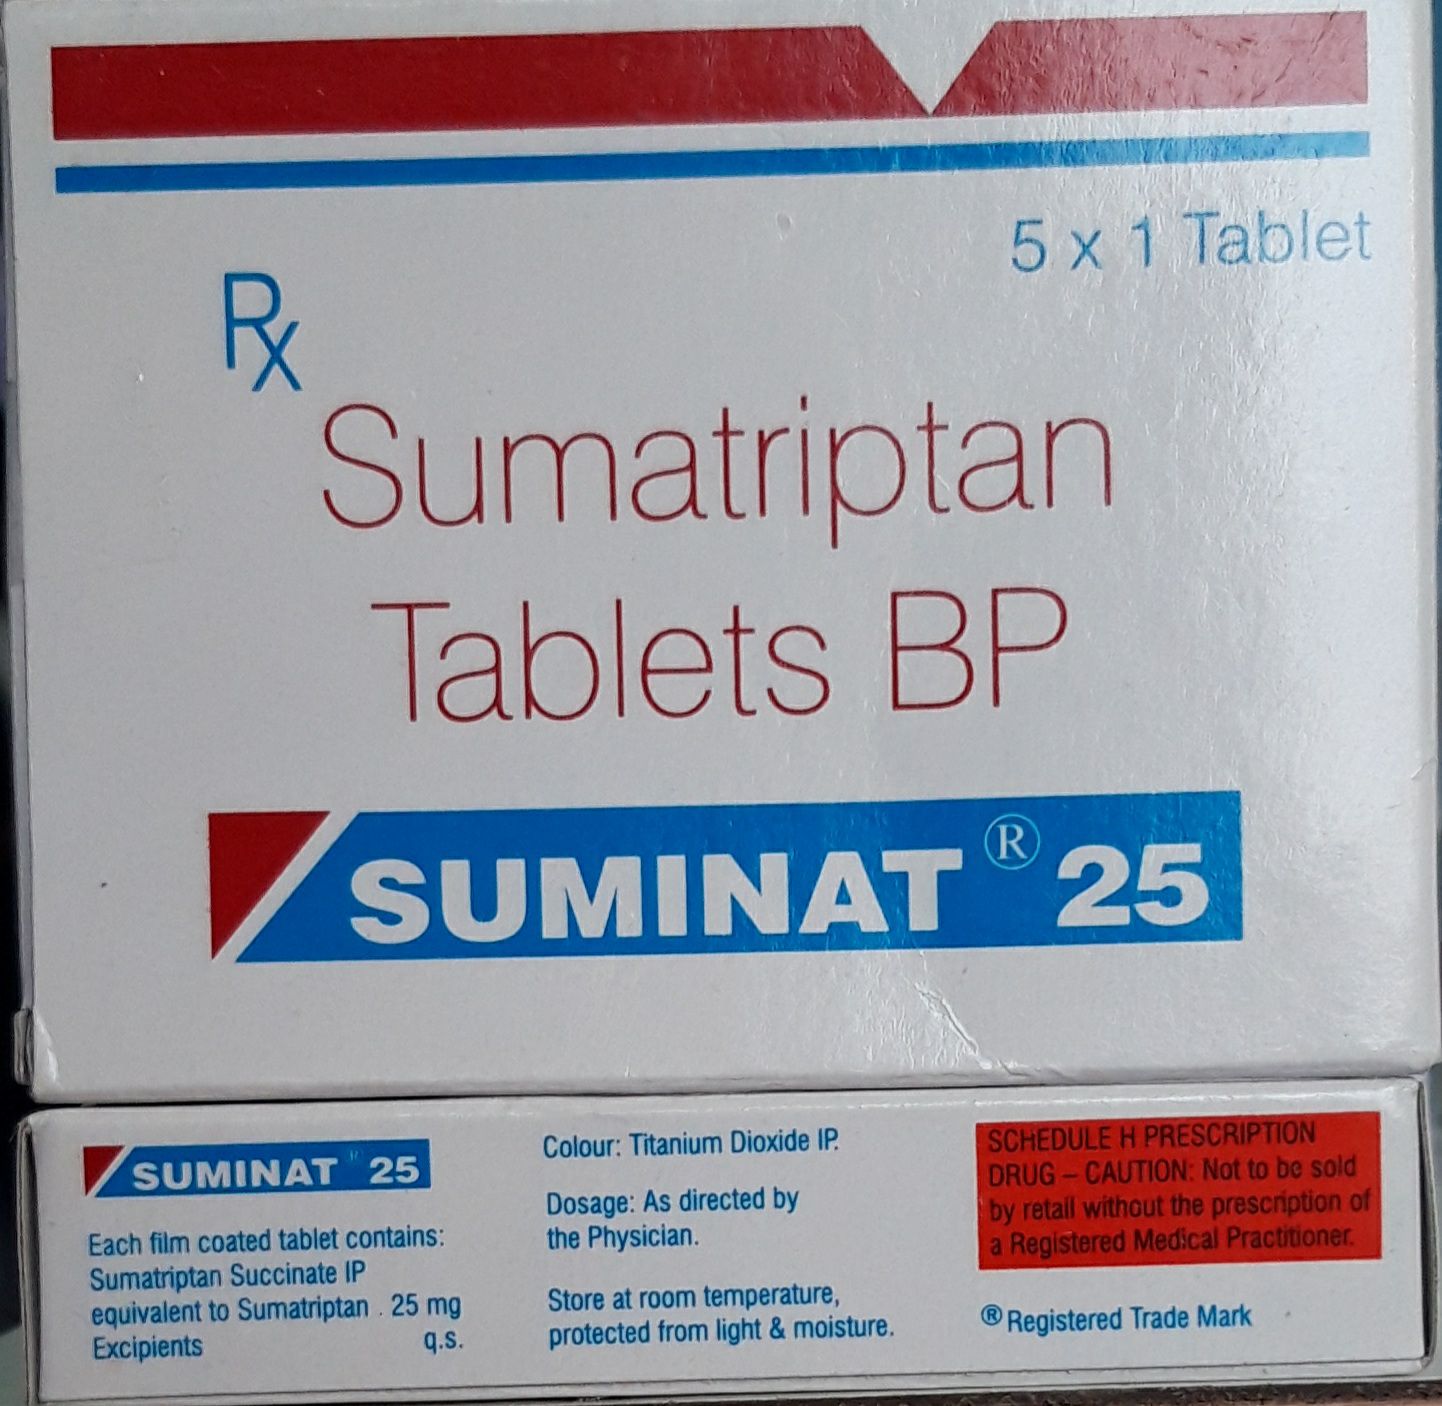 5 x 1 Tablet
Rx
Sumatriptan
Tablets BP
SUMINAT ® 25
SUMINAT ® 25
Each film coated tablet contains:
Sumatriptan Succinate IP
equivalent to Sumatriptan . 25 mg
Excipients q.s.
Colour: Titanium Dioxide IP.
Dosage: As directed by
the Physician.
Store at room temperature,
protected from light & moisture.
SCHEDULE H PRESCRIPTION
DRUG – CAUTION: Not to be sold
by retail without the prescription of
a Registered Medical Practitioner.
® Registered Trade Mark